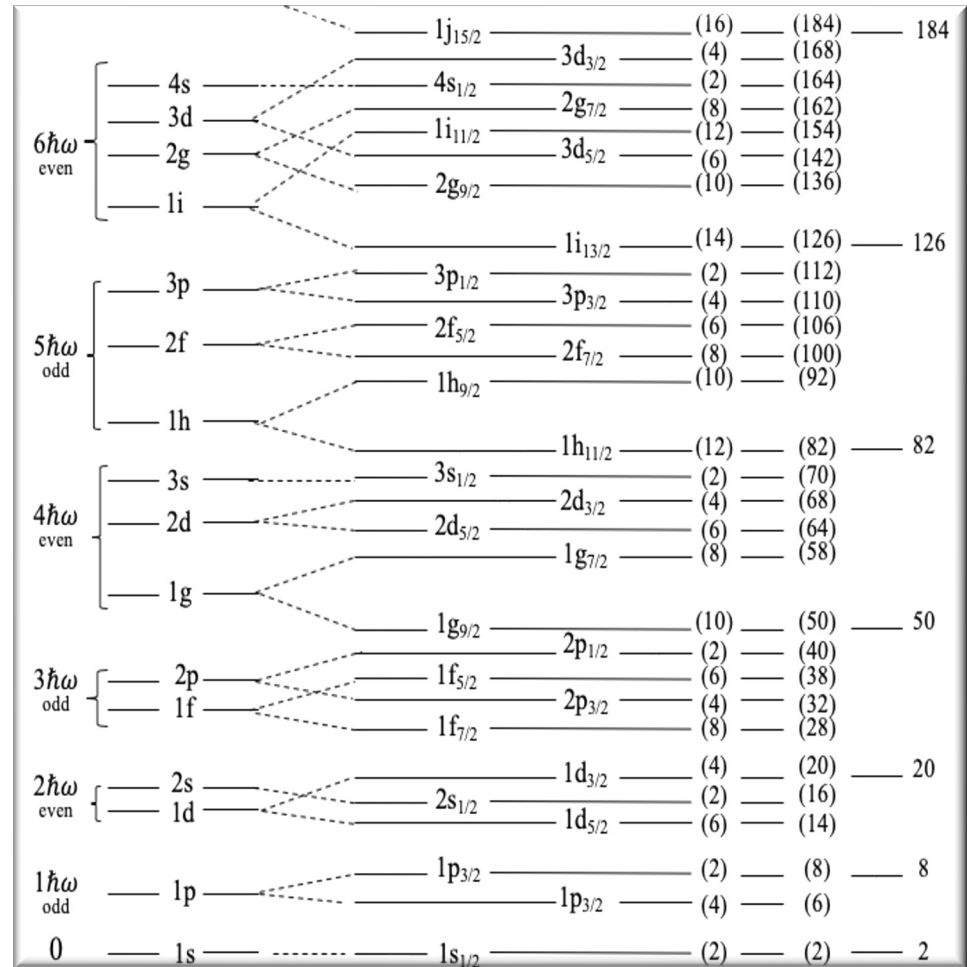 1j15/2 (16) (184) 184
3d3/2 (4) (168)
4s 4s1/2 (2) (164)
3d 2g7/2 (8) (162)
6ħω 1i11/2 (12) (154)
even 2g 3d5/2 (6) (142)
2g9/2 (10) (136)
1i
1i13/2 (14) (126) 126
3p 3p1/2 (2) (112)
3p3/2 (4) (110)
5ħω 2f 2f5/2 (6) (106)
odd 2f7/2 (8) (100)
1h9/2 (10) (92)
1h
1h11/2 (12) (82) 82
3s 3s1/2 (2) (70)
4ħω 2d3/2 (4) (68)
even 2d 2d5/2 (6) (64)
1g7/2 (8) (58)
1g
1g9/2 (10) (50) 50
2p1/2 (2) (40)
3ħω 2p 1f5/2 (6) (38)
odd 1f 2p3/2 (4) (32)
1f7/2 (8) (28)
1d3/2 (4) (20) 20
2ħω 2s 2s1/2 (2) (16)
even 1d 1d5/2 (6) (14)
1p3/2 (2) (8) 8
1ħω 1p
odd 1p3/2 (4) (6)
0 1s 1s1/2 (2) (2) 2